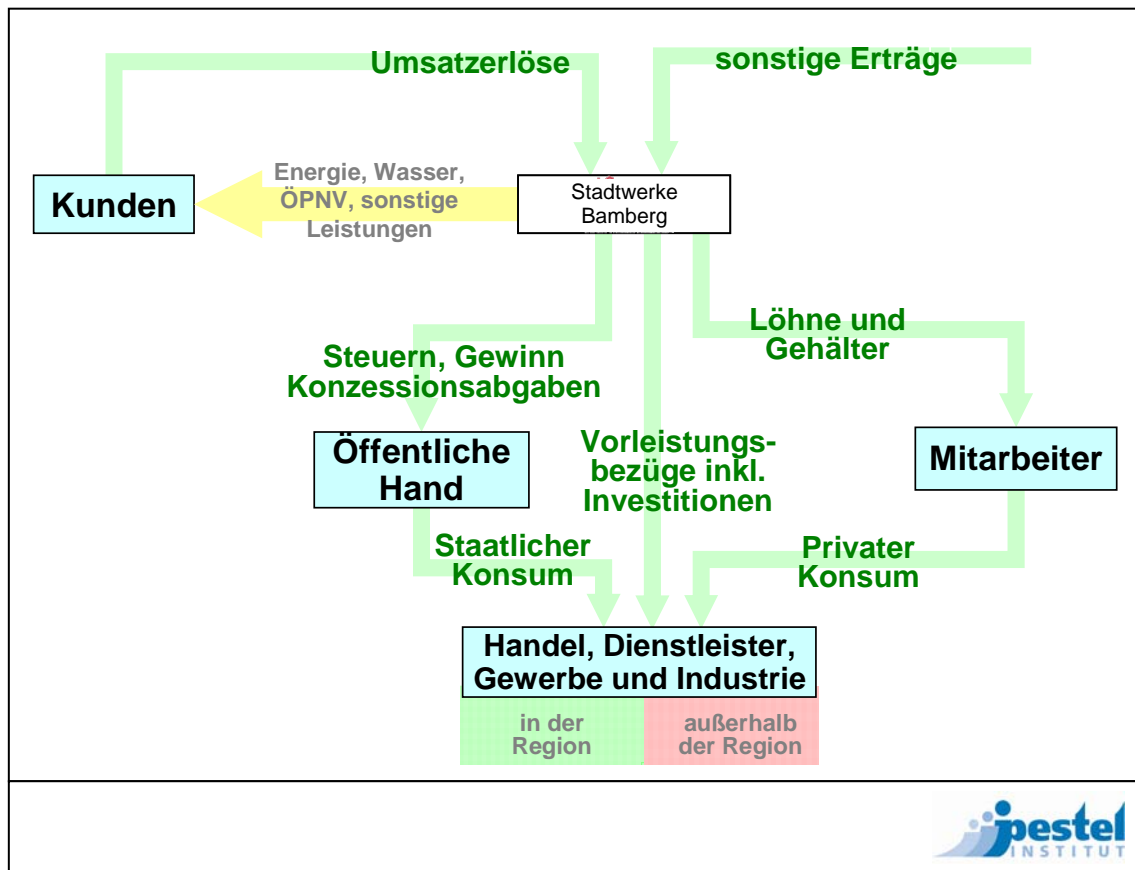 Umsatzerlöse
sonstige Erträge
Energie, Wasser,
ÖPNV, sonstige
Leistungen
Kunden
Stadtwerke
Bamberg
Löhne und
Gehälter
Steuern, Gewinn
Konzessionsabgaben
Öffentliche
Hand
Vorleistungs-
bezüge inkl.
Investitionen
Mitarbeiter
Staatlicher
Konsum
Privater
Konsum
Handel, Dienstleister,
Gewerbe und Industrie
in der
Region
außerhalb
der Region
pestel
INSTITUT